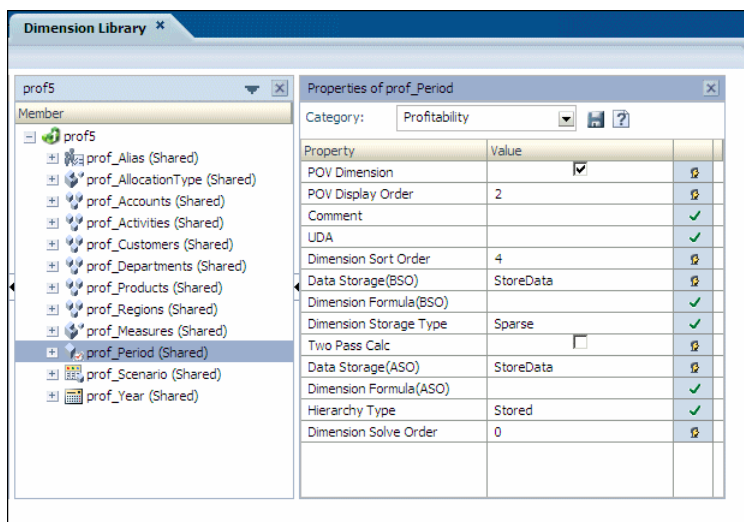 Dimension Library
prof5
Member
prof5
prof_Alias (Shared)
prof_AllocationType (Shared)
prof_Accounts (Shared)
prof_Activities (Shared)
prof_Customers (Shared)
prof_Departments (Shared)
prof_Products (Shared)
prof_Regions (Shared)
prof_Measures (Shared)
prof_Period (Shared)
prof_Scenario (Shared)
prof_Year (Shared)
Properties of prof_Period
Category: Profitability
Property Value
POV Dimension
POV Display Order 2
Comment
UDA
Dimension Sort Order 4
Data Storage(BSO) StoreData
Dimension Formula(BSO)
Dimension Storage Type Sparse
Two Pass Calc
Data Storage(ASO) StoreData
Dimension Formula(ASO)
Hierarchy Type Stored
Dimension Solve Order 0